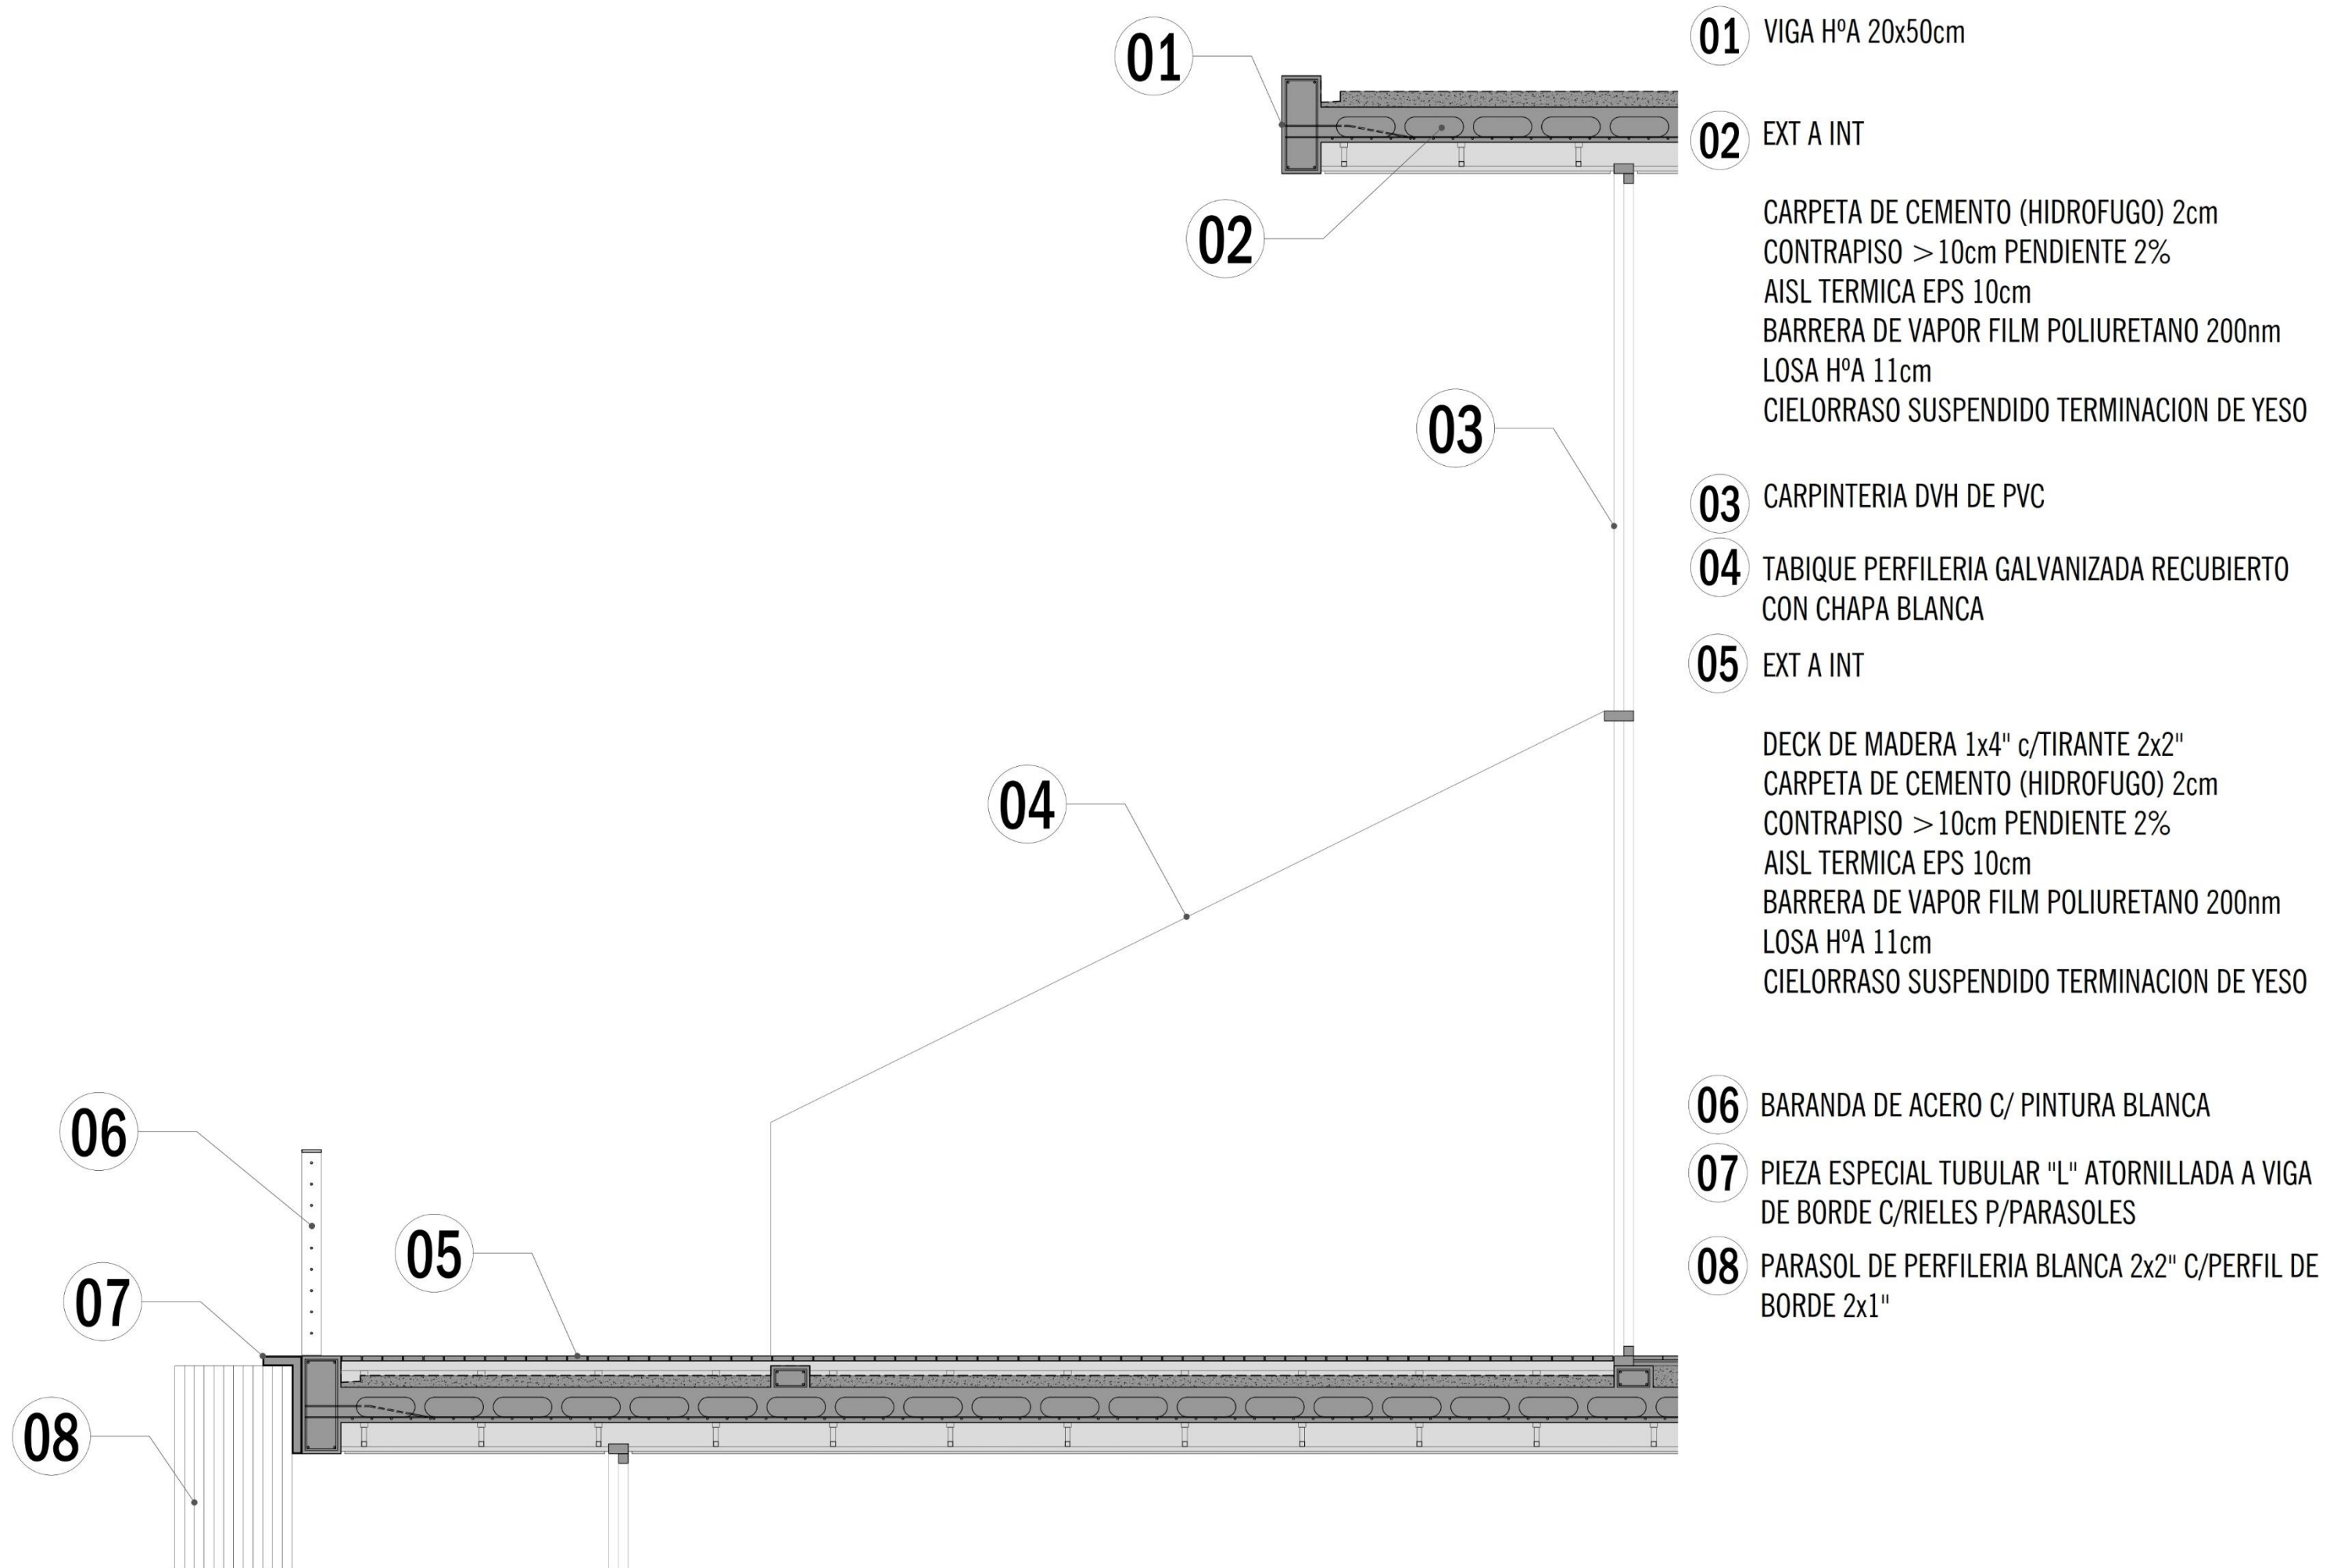 01 VIGA HºA 20x50cm
02 EXT A INT
CARPETA DE CEMENTO (HIDROFUGO) 2cm
CONTRAPISO >10cm PENDIENTE 2%
AISL TERMICA EPS 10cm
BARRERA DE VAPOR FILM POLIURETANO 200nm
LOSA HºA 11cm
CIELORRASO SUSPENDIDO TERMINACION DE YESO
03 CARPINTERIA DVH DE PVC
04 TABIQUE PERFILERIA GALVANIZADA RECUBIERTO
CON CHAPA BLANCA
05 EXT A INT
DECK DE MADERA 1x4" c/TIRANTE 2x2"
CARPETA DE CEMENTO (HIDROFUGO) 2cm
CONTRAPISO >10cm PENDIENTE 2%
AISL TERMICA EPS 10cm
BARRERA DE VAPOR FILM POLIURETANO 200nm
LOSA HºA 11cm
CIELORRASO SUSPENDIDO TERMINACION DE YESO
06 BARANDA DE ACERO C/ PINTURA BLANCA
07 PIEZA ESPECIAL TUBULAR "L" ATORNILLADA A VIGA
DE BORDE C/RIELES P/PARASOLES
08 PARASOL DE PERFILERIA BLANCA 2x2" C/PERFIL DE
BORDE 2x1"
01
02
03
04
06
05
07
08